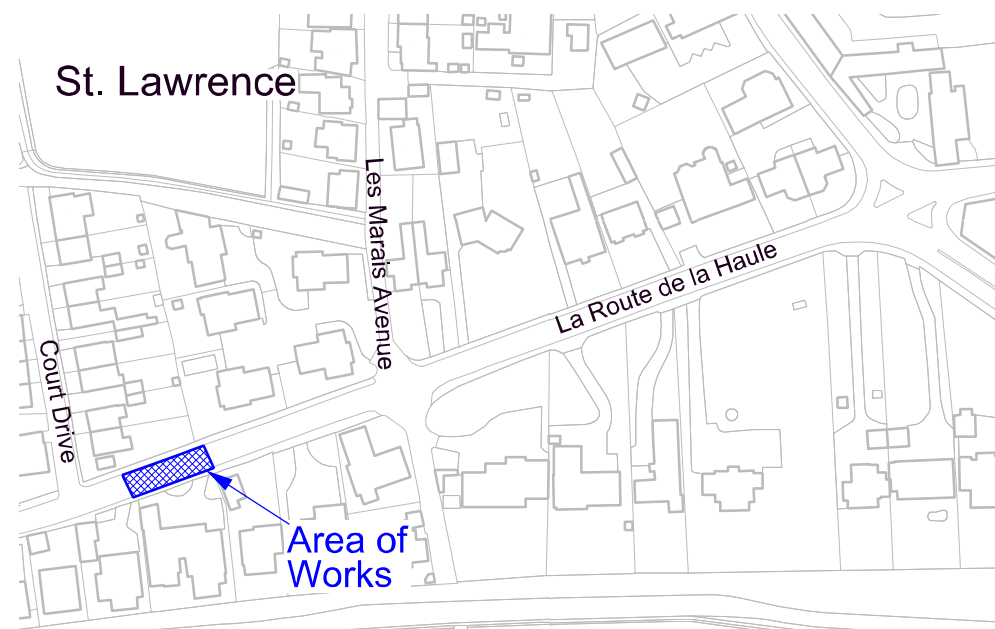 St. Lawrence
Les Marais Avenue
La Route de la Haule
Court Drive
Area of
Works